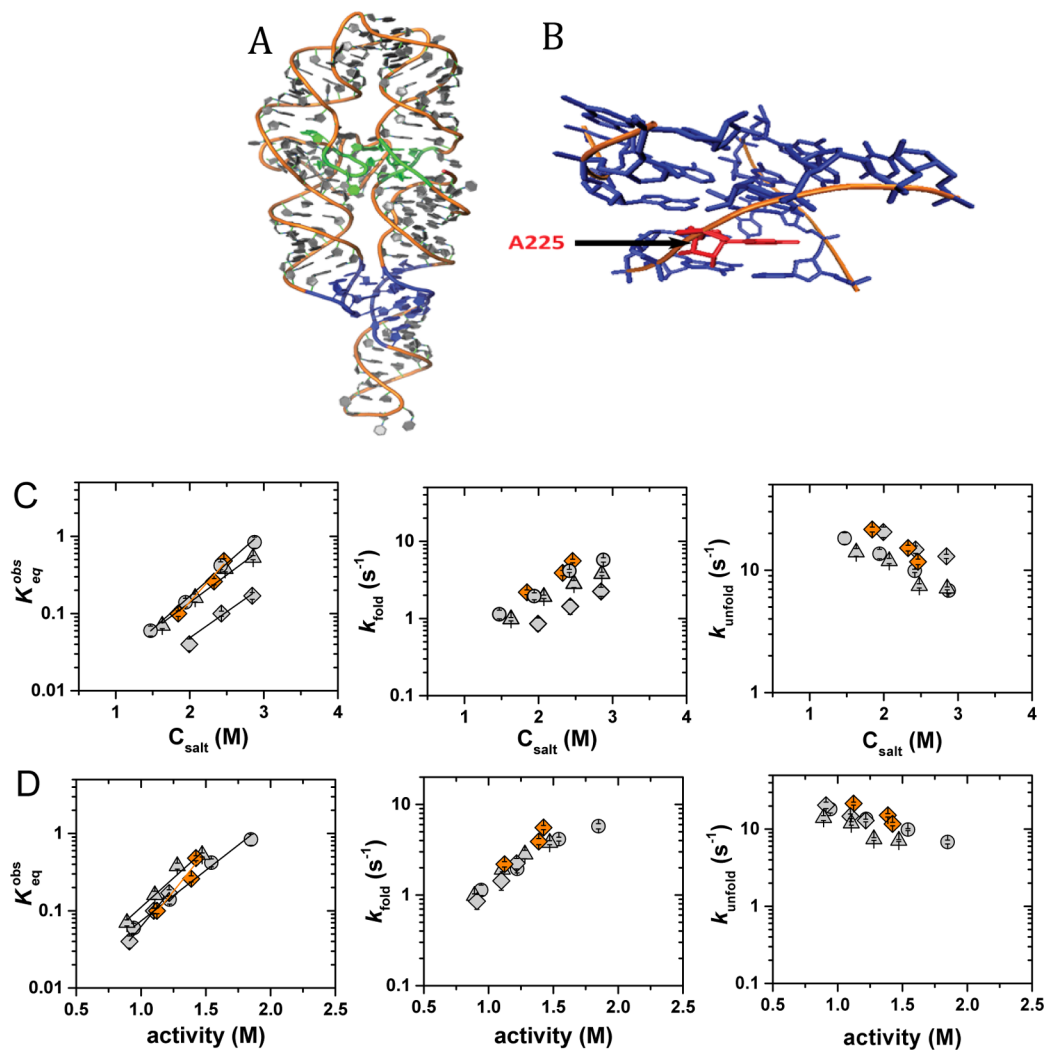 A
B
A225
C
K_eq^obs
1
0.1
0.01
1 2 3 4
C_salt (M)
k_fold (s^-1)
10
1
0.1
1 2 3 4
C_salt (M)
k_unfold (s^-1)
10
1
1 2 3 4
C_salt (M)
D
K_eq^obs
1
0.1
0.01
0.5 1.0 1.5 2.0 2.5
activity (M)
k_fold (s^-1)
10
1
0.1
0.5 1.0 1.5 2.0 2.5
activity (M)
k_unfold (s^-1)
10
1
0.1
0.5 1.0 1.5 2.0 2.5
activity (M)